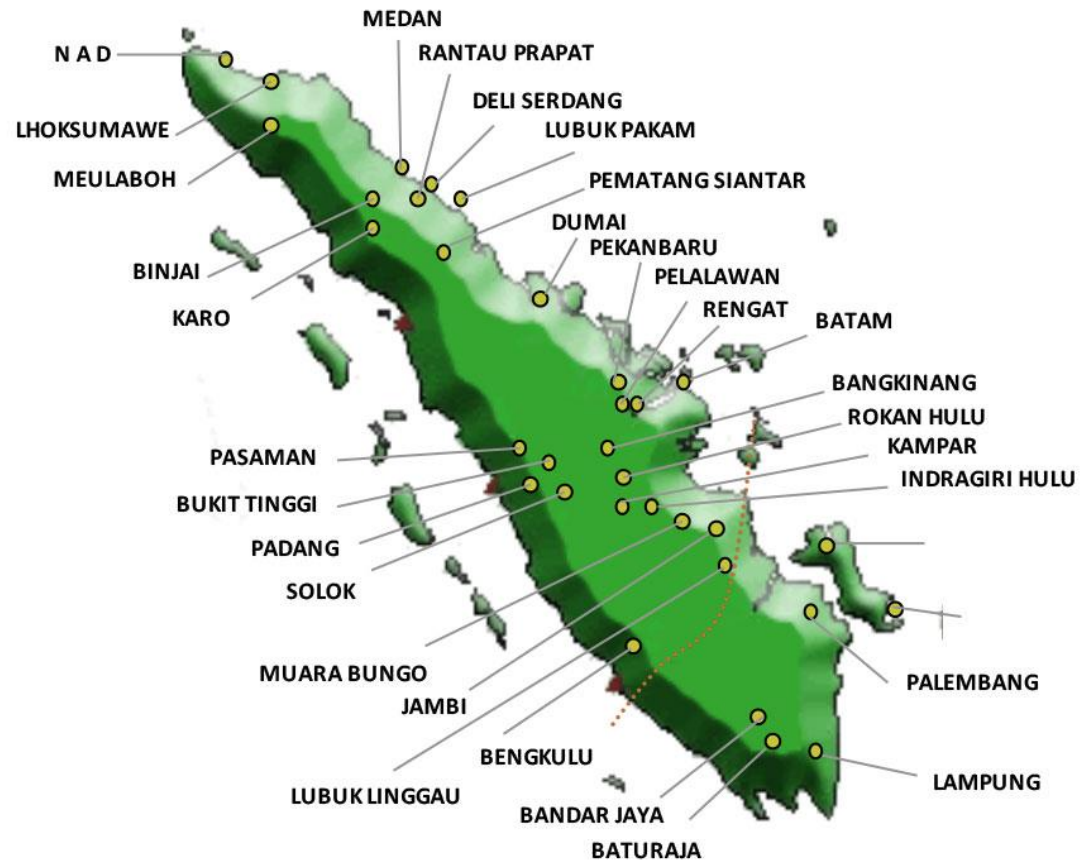 MEDAN
N A D
RANTAU PRAPAT
DELI SERDANG
LHOKSUMAWE
LUBUK PAKAM
MEULABOH
PEMATANG SIANTAR
DUMAI
PEKANBARU
BINJAI
PELALAWAN
RENGAT
KARO
BATAM
BANGKINANG
ROKAN HULU
KAMPAR
PASAMAN
INDRAGIRI HULU
BUKIT TINGGI
PADANG
SOLOK
MUARA BUNGO
PALEMBANG
JAMBI
BENGKULU
LAMPUNG
LUBUK LINGGAU
BANDAR JAYA
BATURAJA